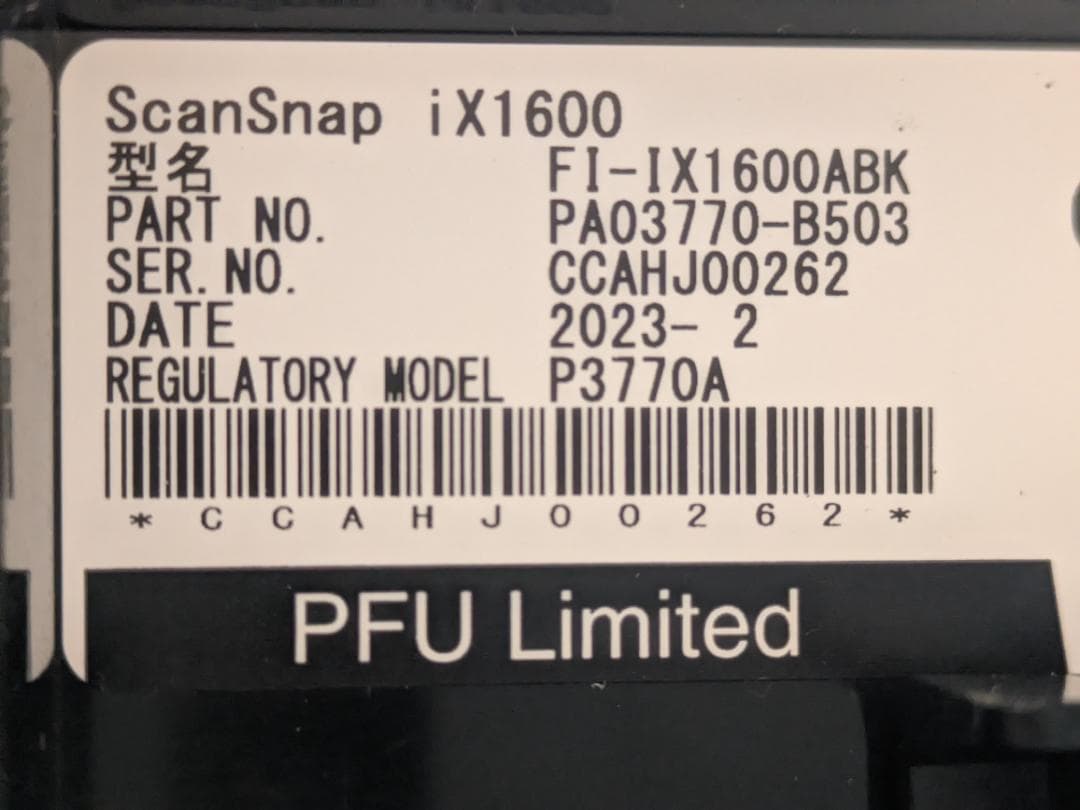 ScanSnap iX1600
型名 FI-IX1600ABK
PART NO. PA03770-B503
SER.NO. CCAHJ00262
DATE 2023- 2
REGULATORY MODEL P3770A
*CCAHJ00262*
PFU Limited